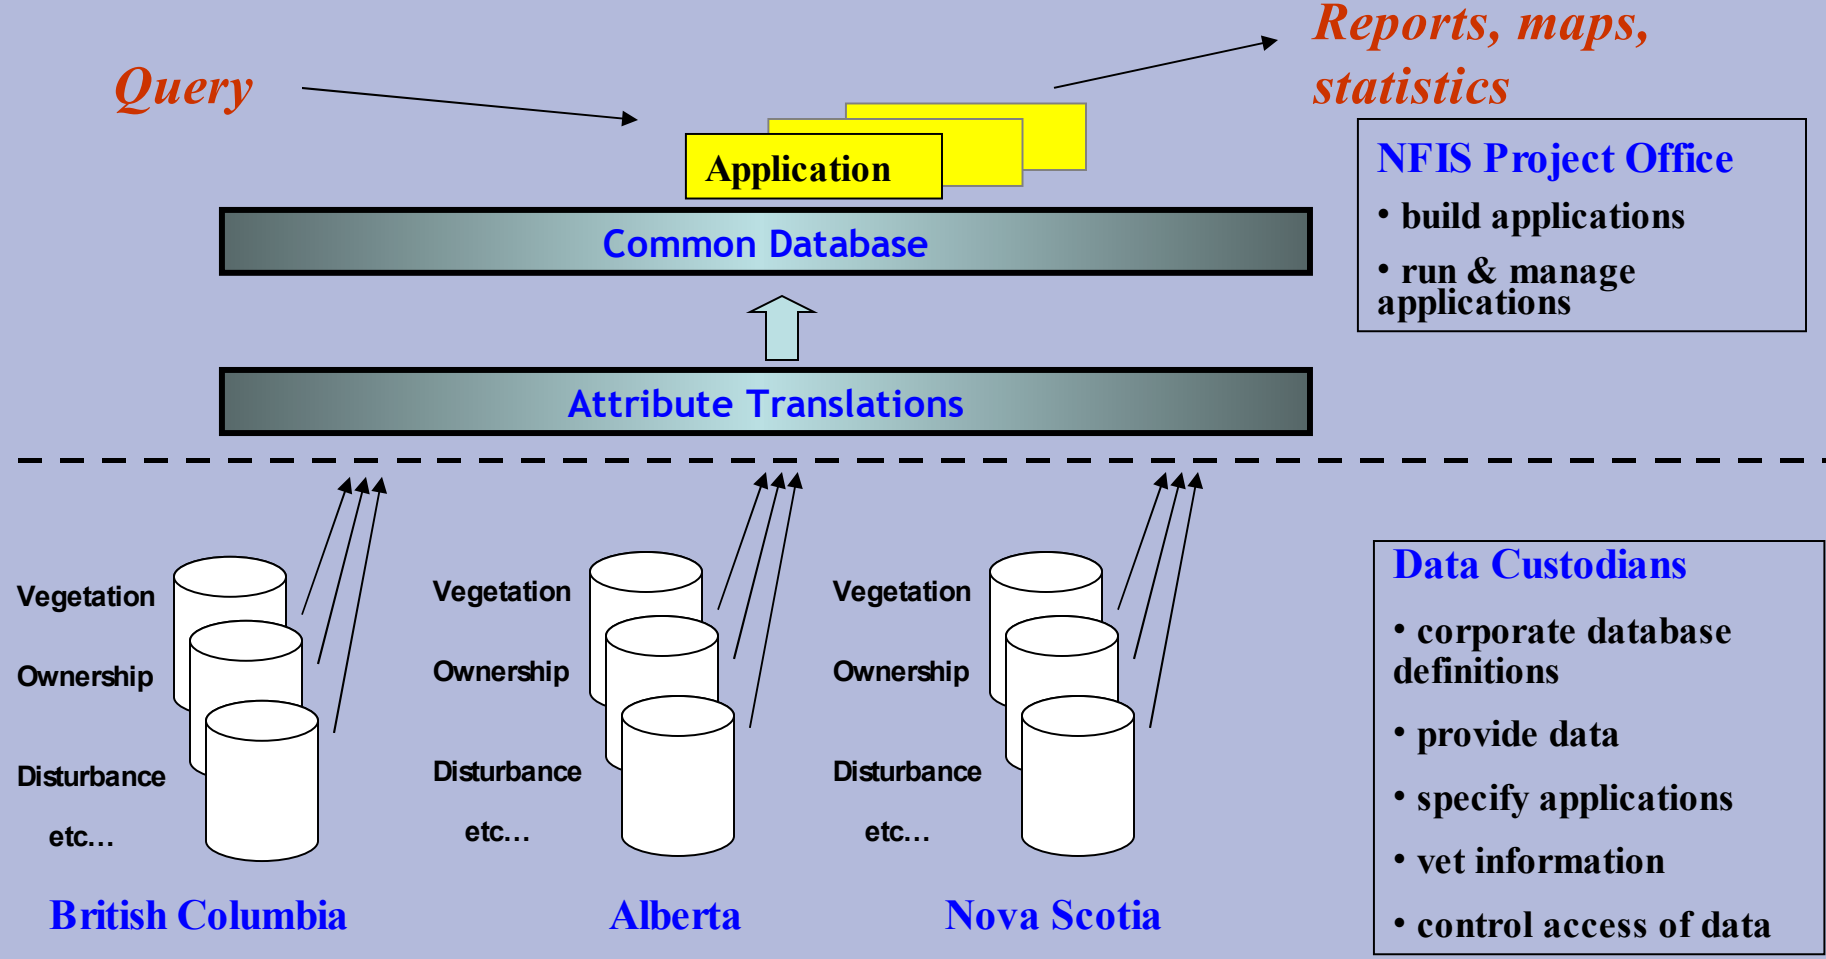 Query
Reports, maps,
statistics
Application
NFIS Project Office
• build applications
• run & manage
applications
Common Database
Attribute Translations
Vegetation
Ownership
Disturbance
etc…
British Columbia
Vegetation
Ownership
Disturbance
etc…
Alberta
Vegetation
Ownership
Disturbance
etc…
Nova Scotia
Data Custodians
• corporate database
definitions
• provide data
• specify applications
• vet information
• control access of data